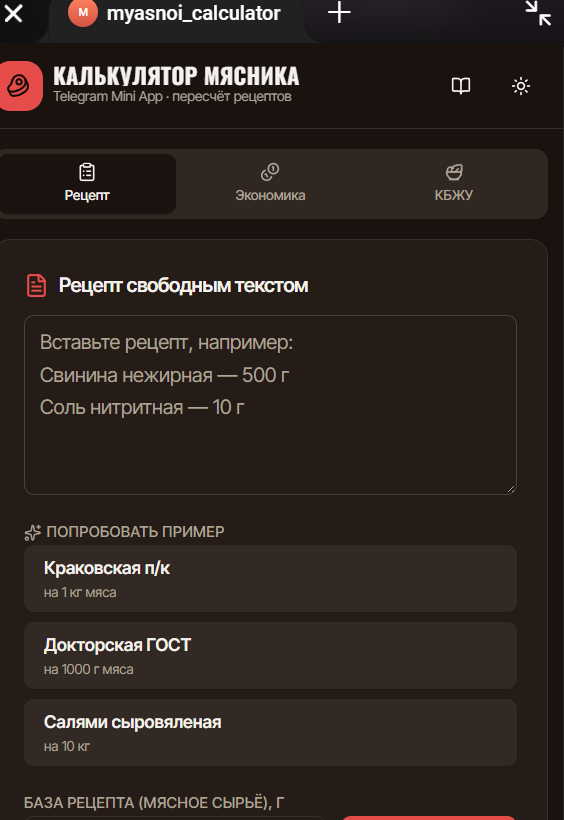 M myasnoi_calculator
КАЛЬКУЛЯТОР МЯСНИКА
Telegram Mini App · пересчёт рецептов
Рецепт
Экономика
КБЖУ
Рецепт свободным текстом
Вставьте рецепт, например:
Свинина нежирная — 500 г
Соль нитритная — 10 г
ПОПРОБОВАТЬ ПРИМЕР
Краковская п/к
на 1 кг мяса
Докторская ГОСТ
на 1000 г мяса
Салями сыровяленая
на 10 кг
БАЗА РЕЦЕПТА (МЯСНОЕ СЫРЬЁ), Г